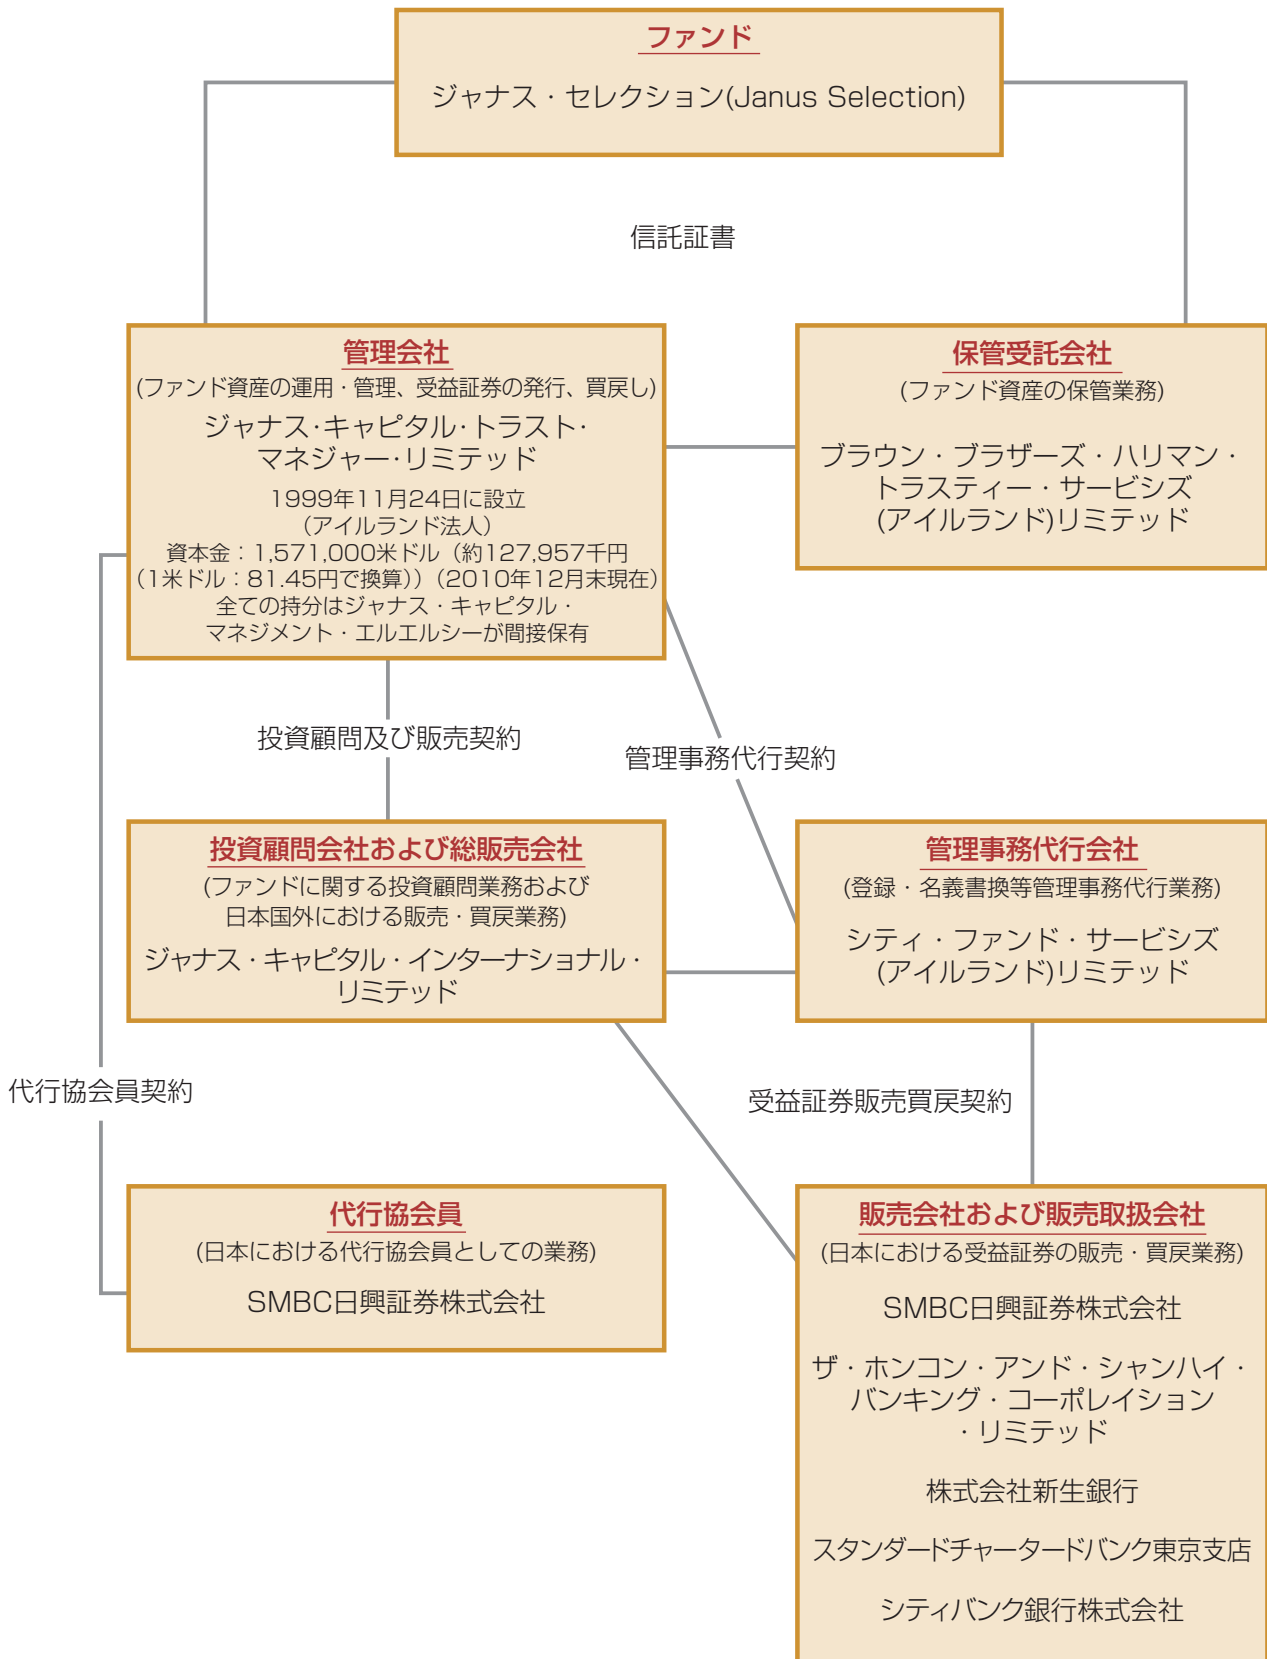 ファンド
ジャナス・セレクション(Janus Selection)
信託証書
管理会社
(ファンド資産の運用・管理、受益証券の発行、買戻し)
ジャナス・キャピタル・トラスト・
マネジャー・リミテッド
1999年11月24日に設立
(アイルランド法人)
資本金:1,571,000米ドル(約127,957千円
(1米ドル:81.45円で換算))(2010年12月末現在)
全ての持分はジャナス・キャピタル・
マネジメント・エルエルシーが間接保有
保管受託会社
(ファンド資産の保管業務)
ブラウン・ブラザーズ・ハリマン・
トラスティー・サービシズ
(アイルランド)リミテッド
投資顧問及び販売契約
管理事務代行契約
投資顧問会社および総販売会社
(ファンドに関する投資顧問業務および
日本国外における販売・買戻業務)
ジャナス・キャピタル・インターナショナル・
リミテッド
管理事務代行会社
(登録・名義書換等管理事務代行業務)
シティ・ファンド・サービシズ
(アイルランド)リミテッド
代行協会員契約
受益証券販売買戻契約
代行協会員
(日本における代行協会員としての業務)
SMBC日興証券株式会社
販売会社および販売取扱会社
(日本における受益証券の販売・買戻業務)
SMBC日興証券株式会社
ザ・ホンコン・アンド・シャンハイ・
バンキング・コーポレイション
・リミテッド
株式会社新生銀行
スタンダードチャータードバンク東京支店
シティバンク銀行株式会社